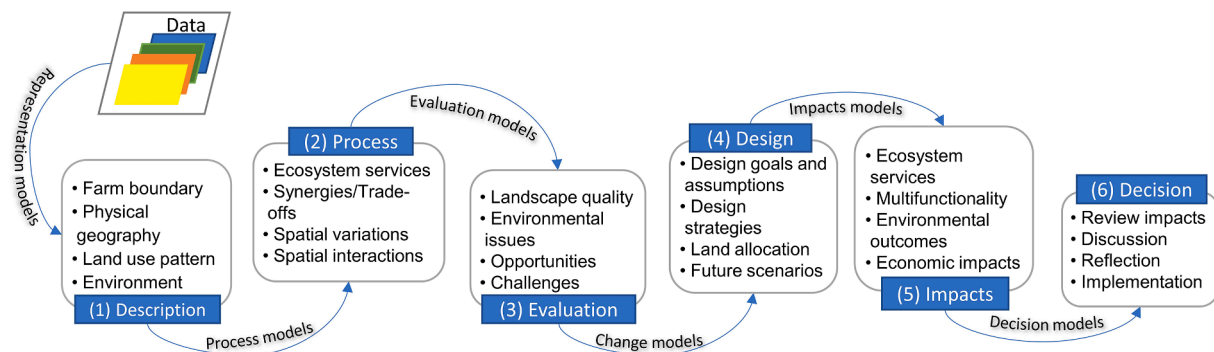 Data
Representation models
• Farm boundary
• Physical
geography
• Land use pattern
• Environment
(1) Description
Process models
(2) Process
• Ecosystem services
• Synergies/Trade-
offs
• Spatial variations
• Spatial interactions
Evaluation models
• Landscape quality
• Environmental
issues
• Opportunities
• Challenges
(3) Evaluation
Change models
(4) Design
• Design goals and
assumptions
• Design
strategies
• Land allocation
• Future scenarios
Impacts models
• Ecosystem
services
• Multifunctionality
• Environmental
outcomes
• Economic impacts
(5) Impacts
Decision models
(6) Decision
• Review impacts
• Discussion
• Reflection
• Implementation